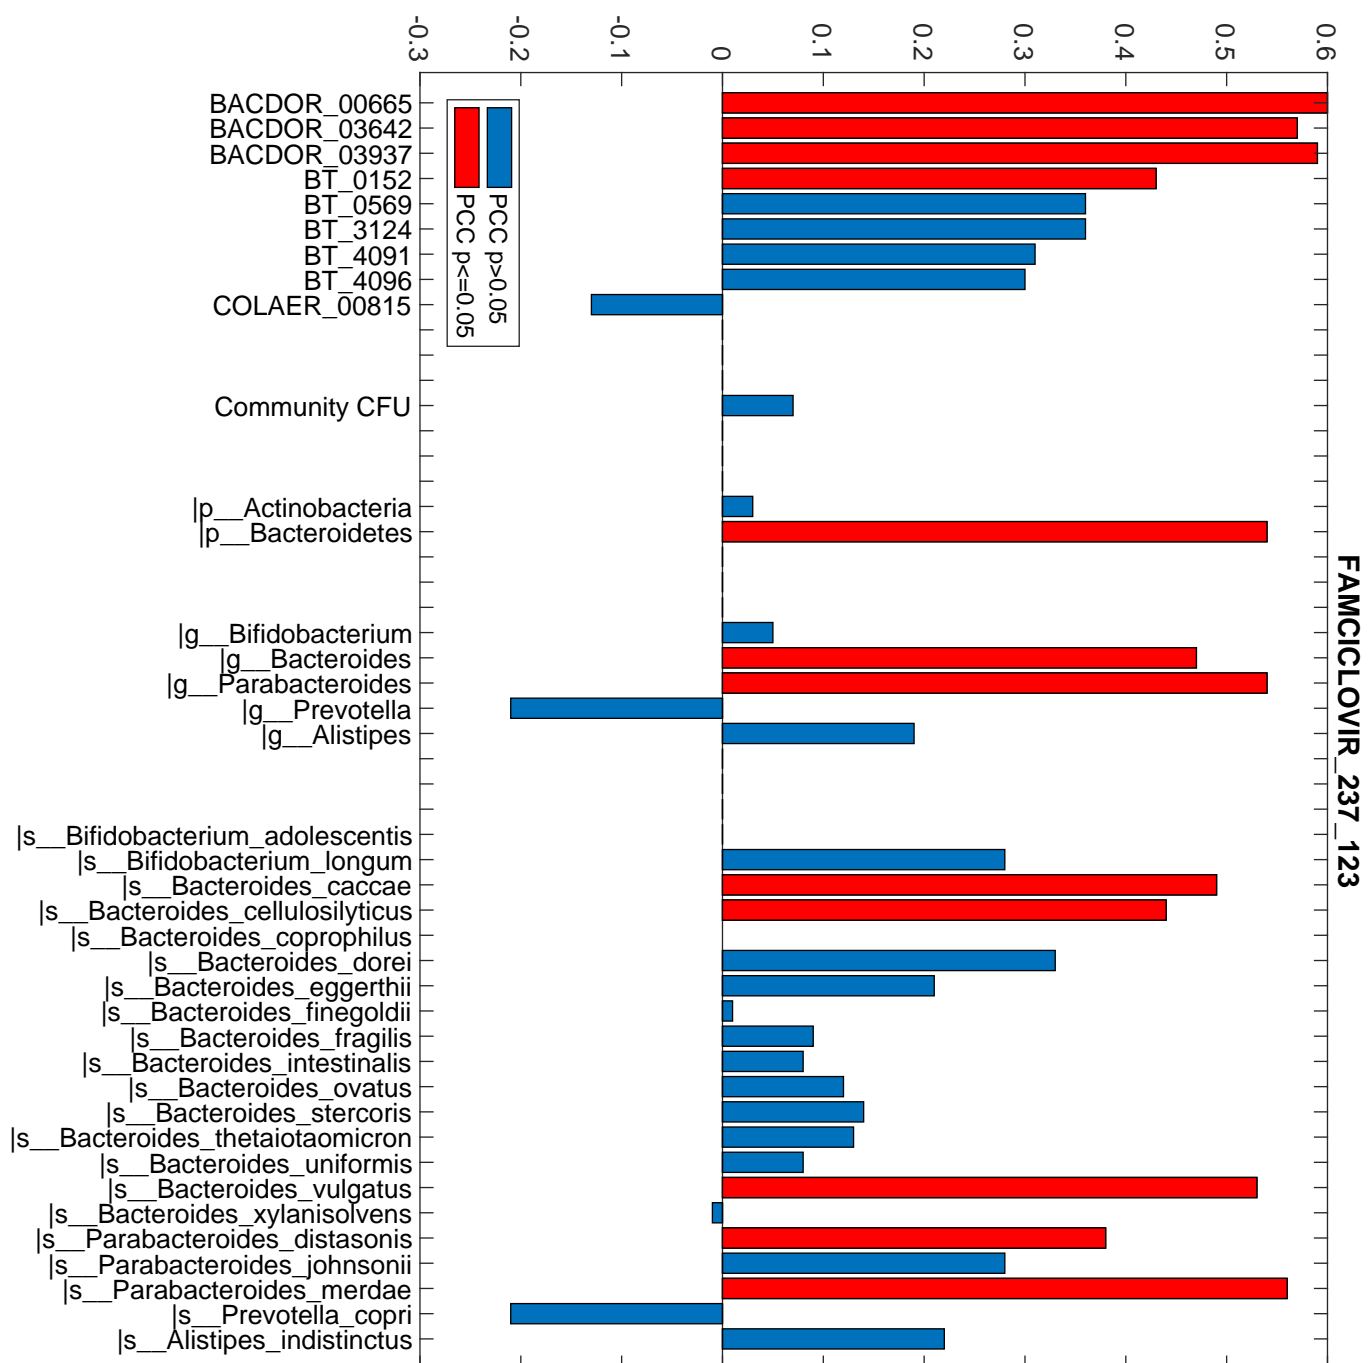 FAMCICLOVIR_237_123
-0.3
-0.2
-0.1
0
0.1
0.2
0.3
0.4
0.5
0.6
PCC p>0.05
PCC p<=0.05
BACDOR_00665
BACDOR_03642
BACDOR_03937
BT_0152
BT_0569
BT_3124
BT_4091
BT_4096
COLAER_00815
Community CFU
|p__Actinobacteria
|p__Bacteroidetes
|g__Bifidobacterium
|g__Bacteroides
|g__Parabacteroides
|g__Prevotella
|g__Alistipes
|s__Bifidobacterium_adolescentis
|s__Bifidobacterium_longum
|s__Bacteroides_caccae
|s__Bacteroides_cellulosilyticus
|s__Bacteroides_coprophilus
|s__Bacteroides_dorei
|s__Bacteroides_eggerthii
|s__Bacteroides_finegoldii
|s__Bacteroides_fragilis
|s__Bacteroides_intestinalis
|s__Bacteroides_ovatus
|s__Bacteroides_stercoris
|s__Bacteroides_thetaiotaomicron
|s__Bacteroides_uniformis
|s__Bacteroides_vulgatus
|s__Bacteroides_xylanisolvens
|s__Parabacteroides_distasonis
|s__Parabacteroides_johnsonii
|s__Parabacteroides_merdae
|s__Prevotella_copri
|s__Alistipes_indistinctus